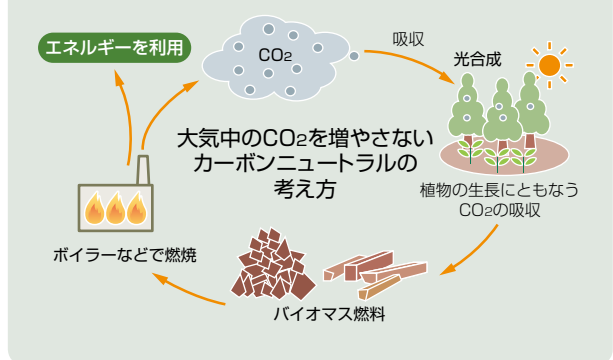 エネルギーを利用
CO2
吸収
光合成
大気中のCO2を増やさない
カーボンニュートラルの
考え方
植物の生長にともなう
CO2の吸収
ボイラーなどで燃焼
バイオマス燃料